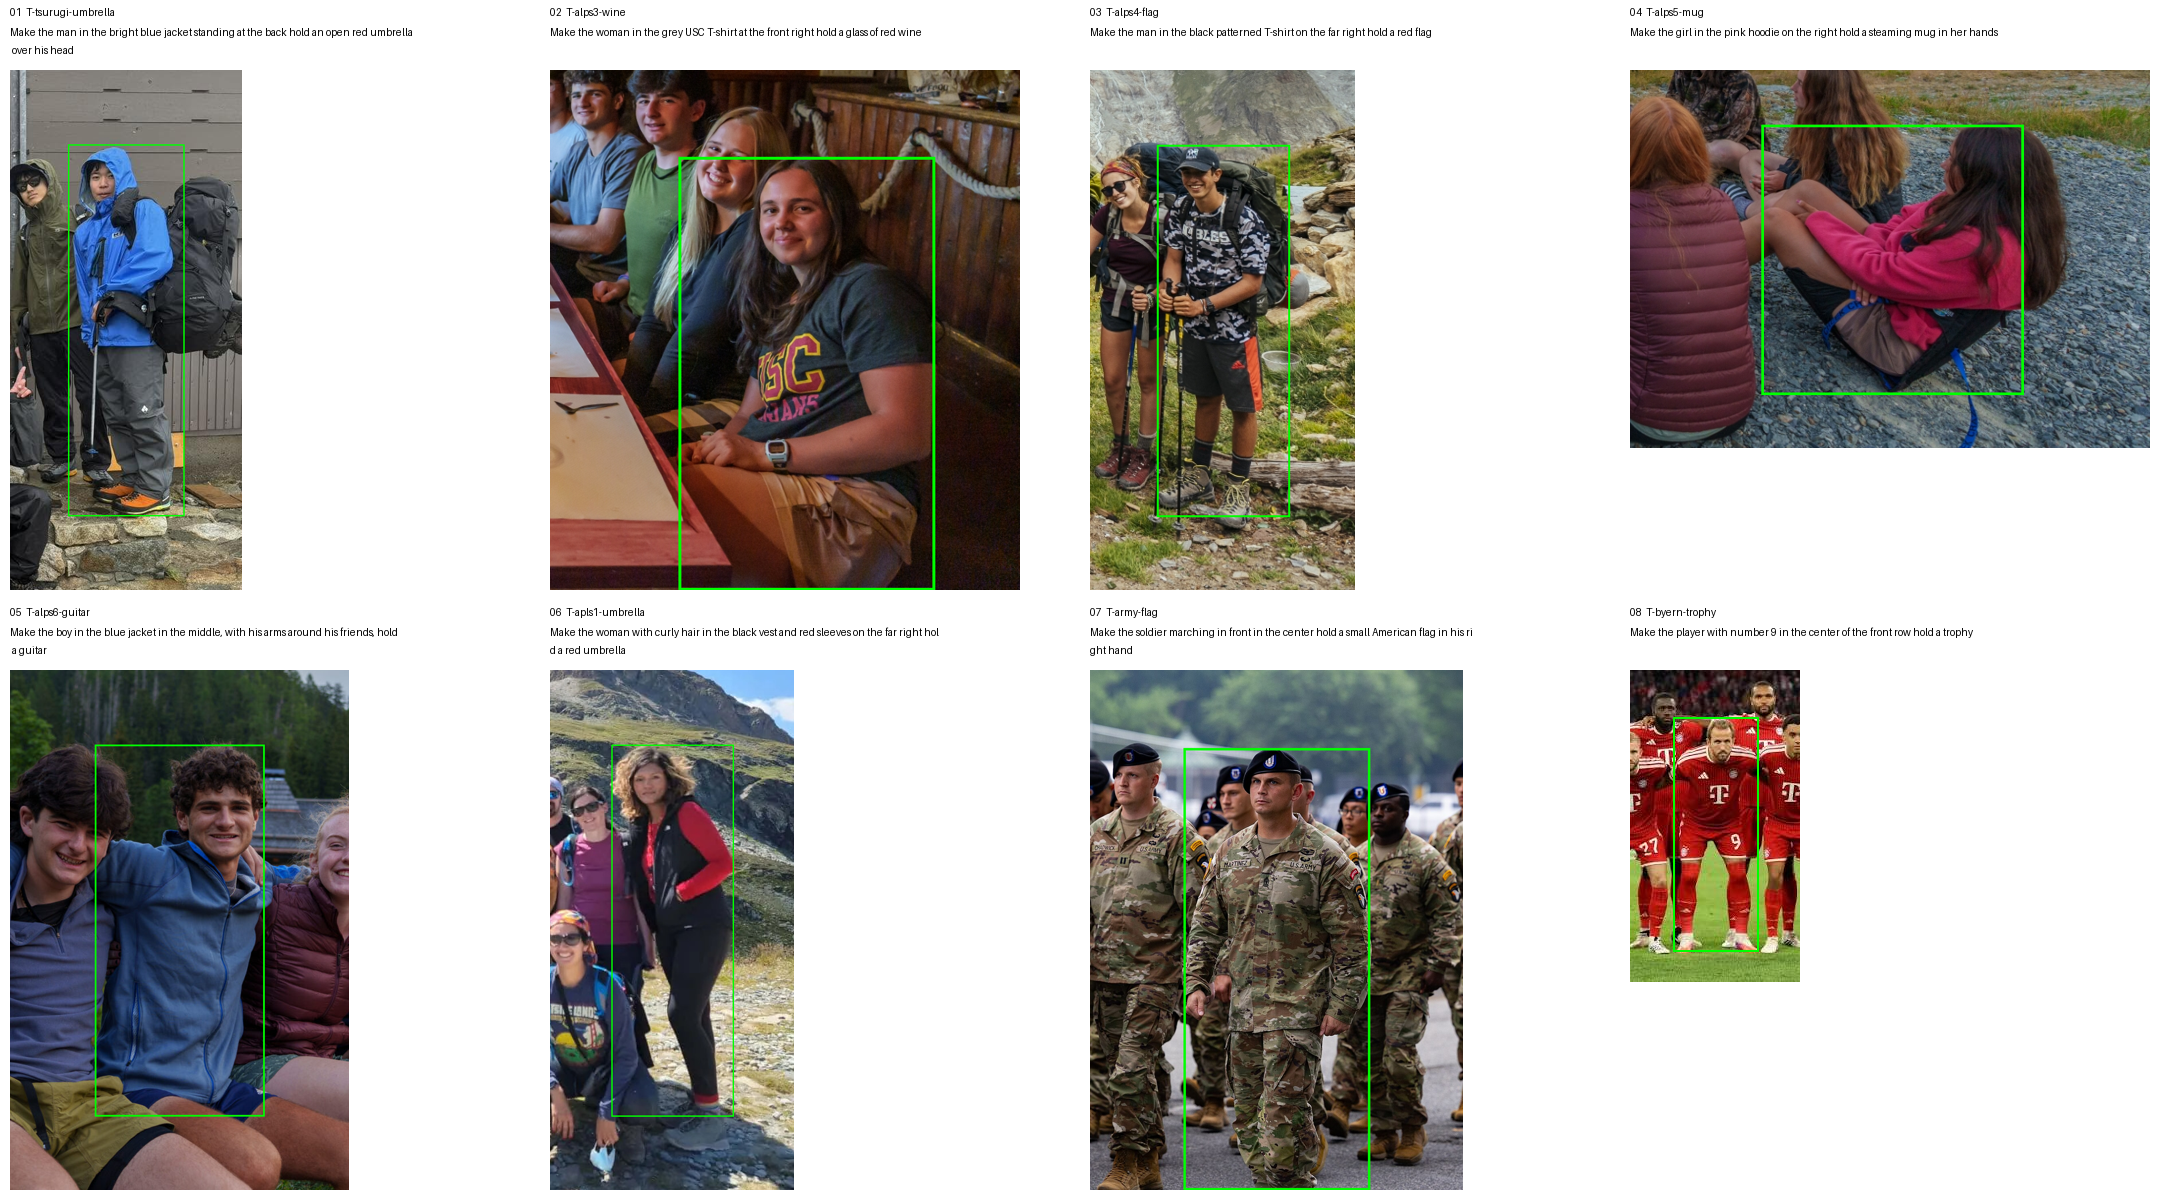 01 T-tsurugi-umbrella
Make the man in the bright blue jacket standing at the back hold an open red umbrella
over his head
02 T-alps3-wine
Make the woman in the grey USC T-shirt at the front right hold a glass of red wine
USC
03 T-alps4-flag
Make the man in the black patterned T-shirt on the far right hold a red flag
04 T-alps5-mug
Make the girl in the pink hoodie on the right hold a steaming mug in her hands
05 T-alps6-guitar
Make the boy in the blue jacket in the middle, with his arms around his friends, hold
a guitar
06 T-apls1-umbrella
Make the woman with curly hair in the black vest and red sleeves on the far right hol
d a red umbrella
07 T-army-flag
Make the soldier marching in front in the center hold a small American flag in his ri
ght hand
MARTINEZ U.S. ARMY
08 T-byern-trophy
Make the player with number 9 in the center of the front row hold a trophy
T
27
9